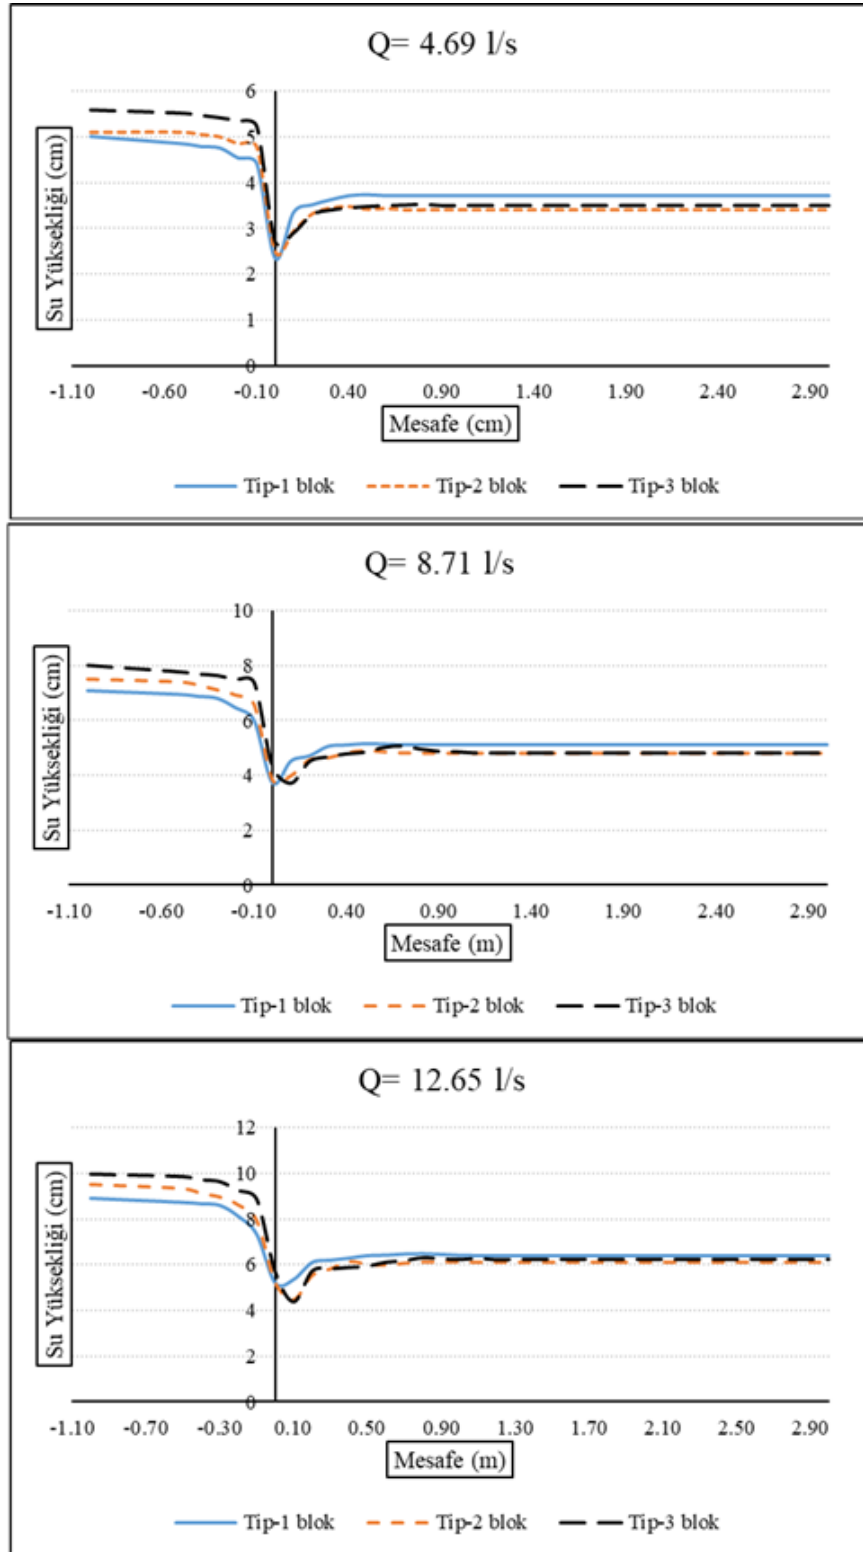 Q= 4.69 l/s
6
5
4
3
2
1
0
Su Yüksekliği (cm)
-1.10 -0.60 -0.10 0.40 0.90 1.40 1.90 2.40 2.90
Mesafe (cm)
Tip-1 blok Tip-2 blok Tip-3 blok
Q= 8.71 l/s
10
8
6
4
2
0
Su Yüksekliği (cm)
-1.10 -0.60 -0.10 0.40 0.90 1.40 1.90 2.40 2.90
Mesafe (m)
Tip-1 blok Tip-2 blok Tip-3 blok
Q= 12.65 l/s
12
10
8
6
4
2
0
Su Yüksekliği (cm)
-1.10 -0.70 -0.30 0.10 0.50 0.90 1.30 1.70 2.10 2.50 2.90
Mesafe (m)
Tip-1 blok Tip-2 blok Tip-3 blok